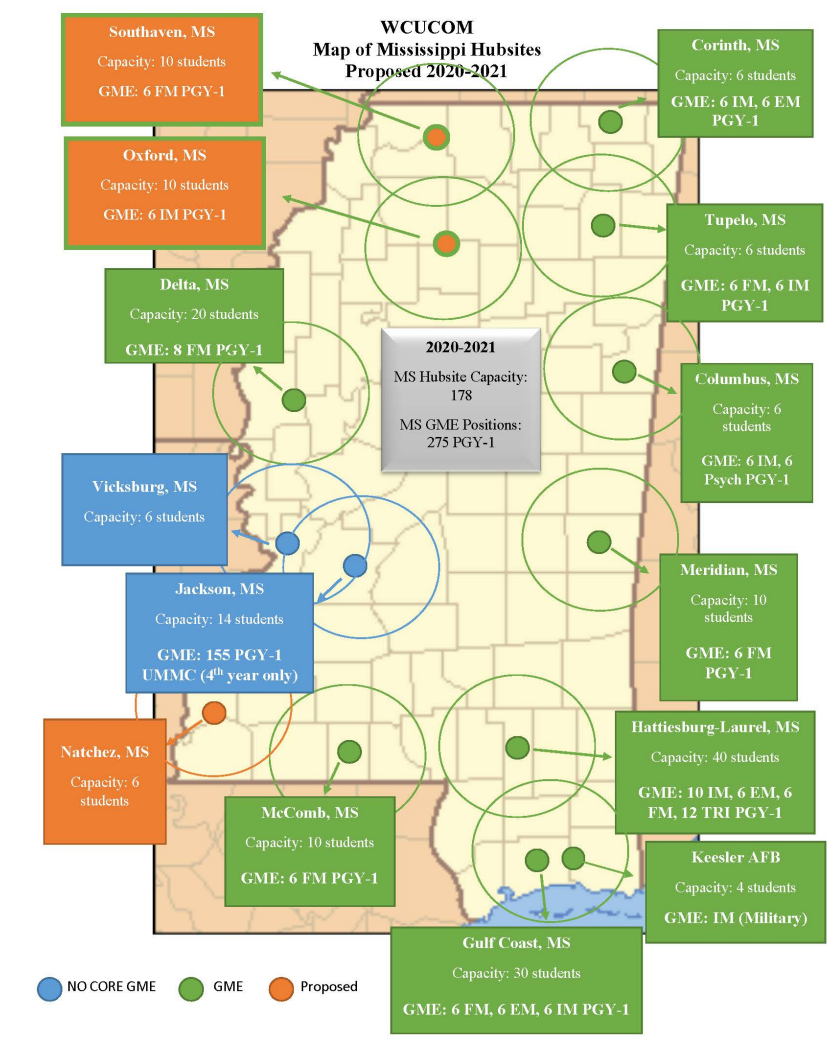 WCUCOM
Map of Mississippi Hubsites
Proposed 2020-2021
Southaven, MS
Capacity: 10 students
GME: 6 FM PGY-1
Corinth, MS
Capacity: 6 students
GME: 6 IM, 6 EM
PGY-1
Oxford, MS
Capacity: 10 students
GME: 6 IM PGY-1
Tupelo, MS
Capacity: 6 students
GME: 6 FM, 6 IM
PGY-1
Delta, MS
Capacity: 20 students
GME: 8 FM PGY-1
2020-2021
MS Hubsite Capacity:
178
MS GME Positions:
275 PGY-1
Columbus, MS
Capacity: 6
students
GME: 6 IM, 6
Psych PGY-1
Vicksburg, MS
Capacity: 6 students
Meridian, MS
Capacity: 10
students
GME: 6 FM
PGY-1
Jackson, MS
Capacity: 14 students
GME: 155 PGY-1
UMMC (4th year only)
Natchez, MS
Capacity: 6
students
Hattiesburg-Laurel, MS
Capacity: 40 students
GME: 10 IM, 6 EM, 6
FM, 12 TRI PGY-1
McComb, MS
Capacity: 10 students
GME: 6 FM PGY-1
Keesler AFB
Capacity: 4 students
GME: IM (Military)
Gulf Coast, MS
Capacity: 30 students
GME: 6 FM, 6 EM, 6 IM PGY-1
NO CORE GME
GME
Proposed